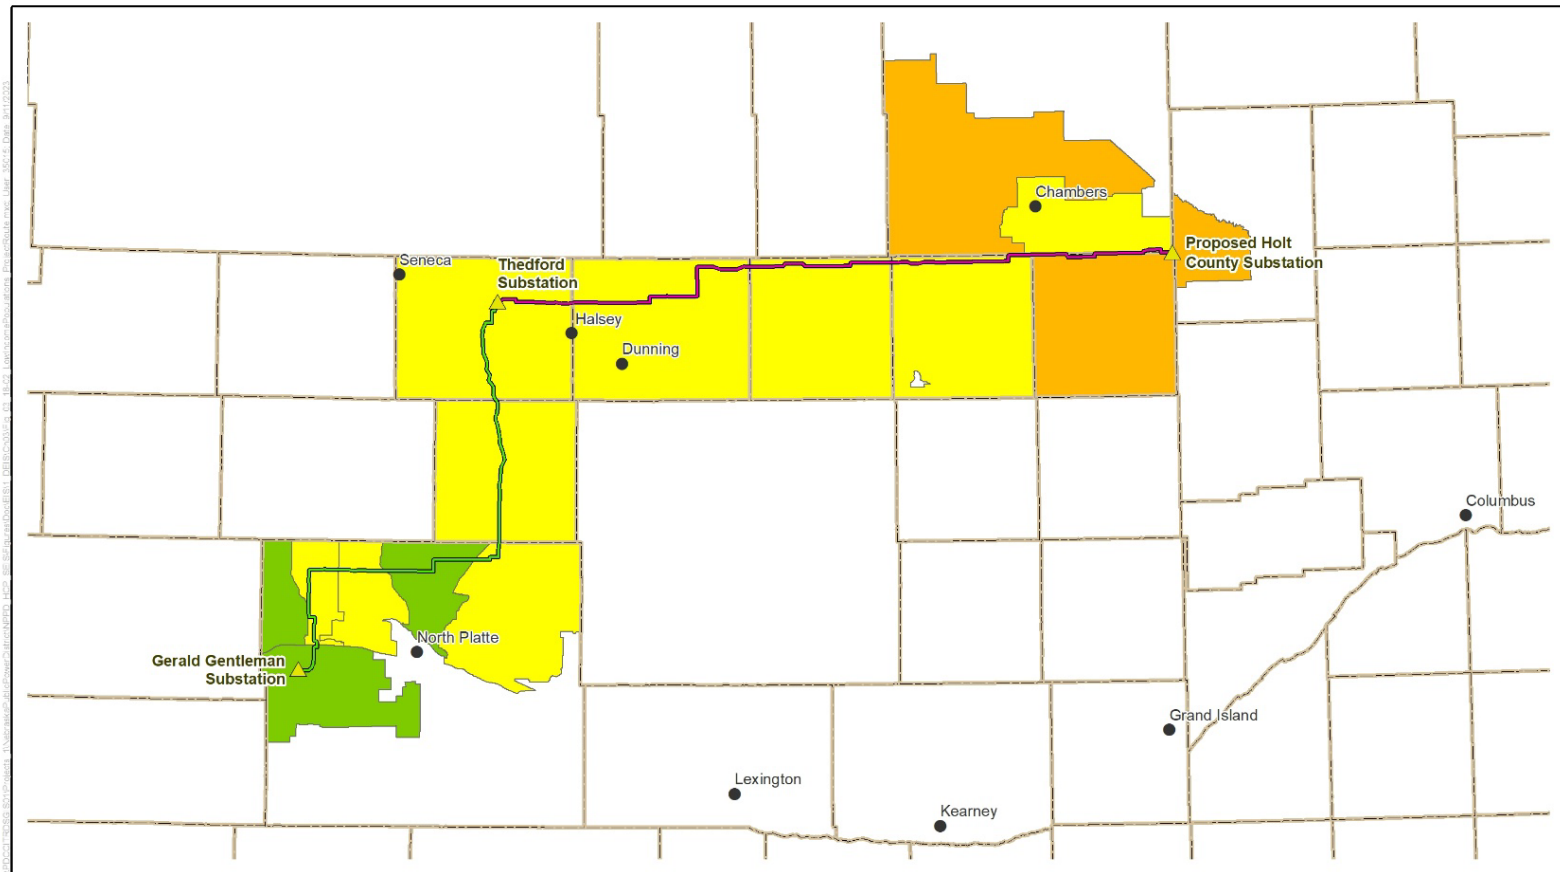 Chambers
Proposed Holt
County Substation
Seneca
Thedford
Substation
Halsey
Dunning
Columbus
North Platte
Gerald Gentleman
Substation
Grand Island
Lexington
Kearney